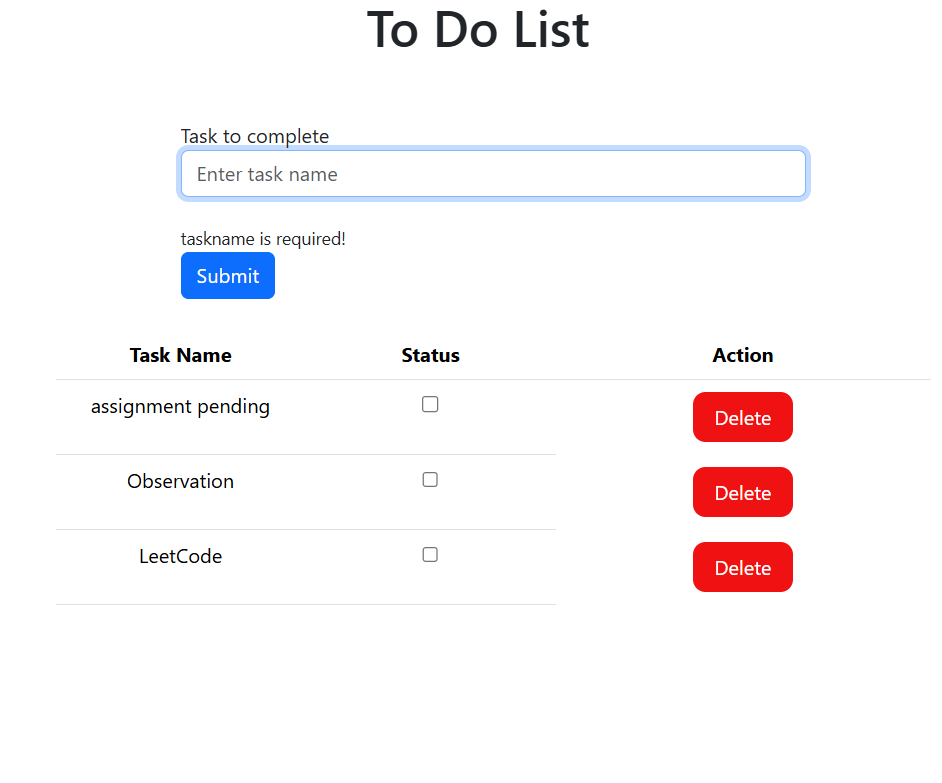 To Do List
Task to complete
Enter task name
taskname is required!
Submit
Task Name Status Action
assignment pending Delete
Observation Delete
LeetCode Delete